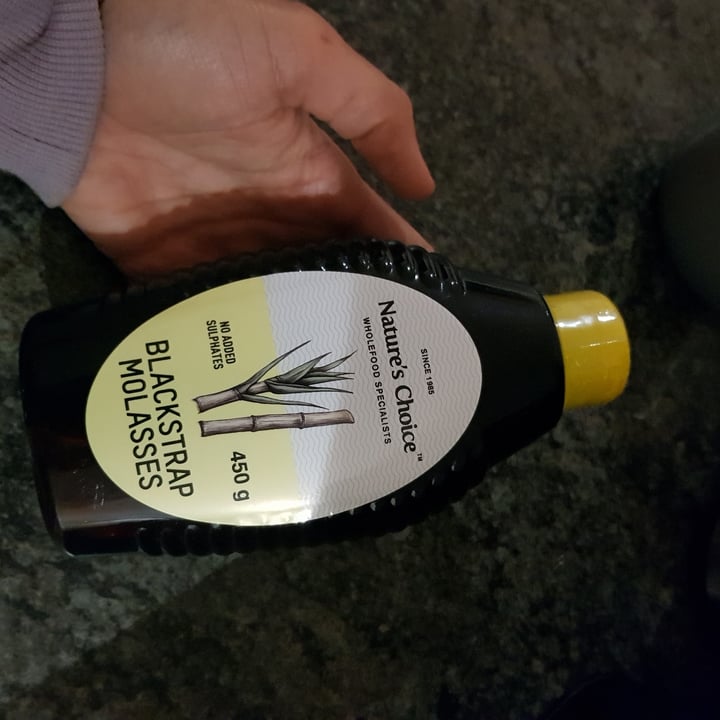 SINCE 1985
Nature's Choice™
WHOLEFOOD SPECIALISTS
NO ADDED
SULPHATES
450 g
BLACKSTRAP
MOLASSES